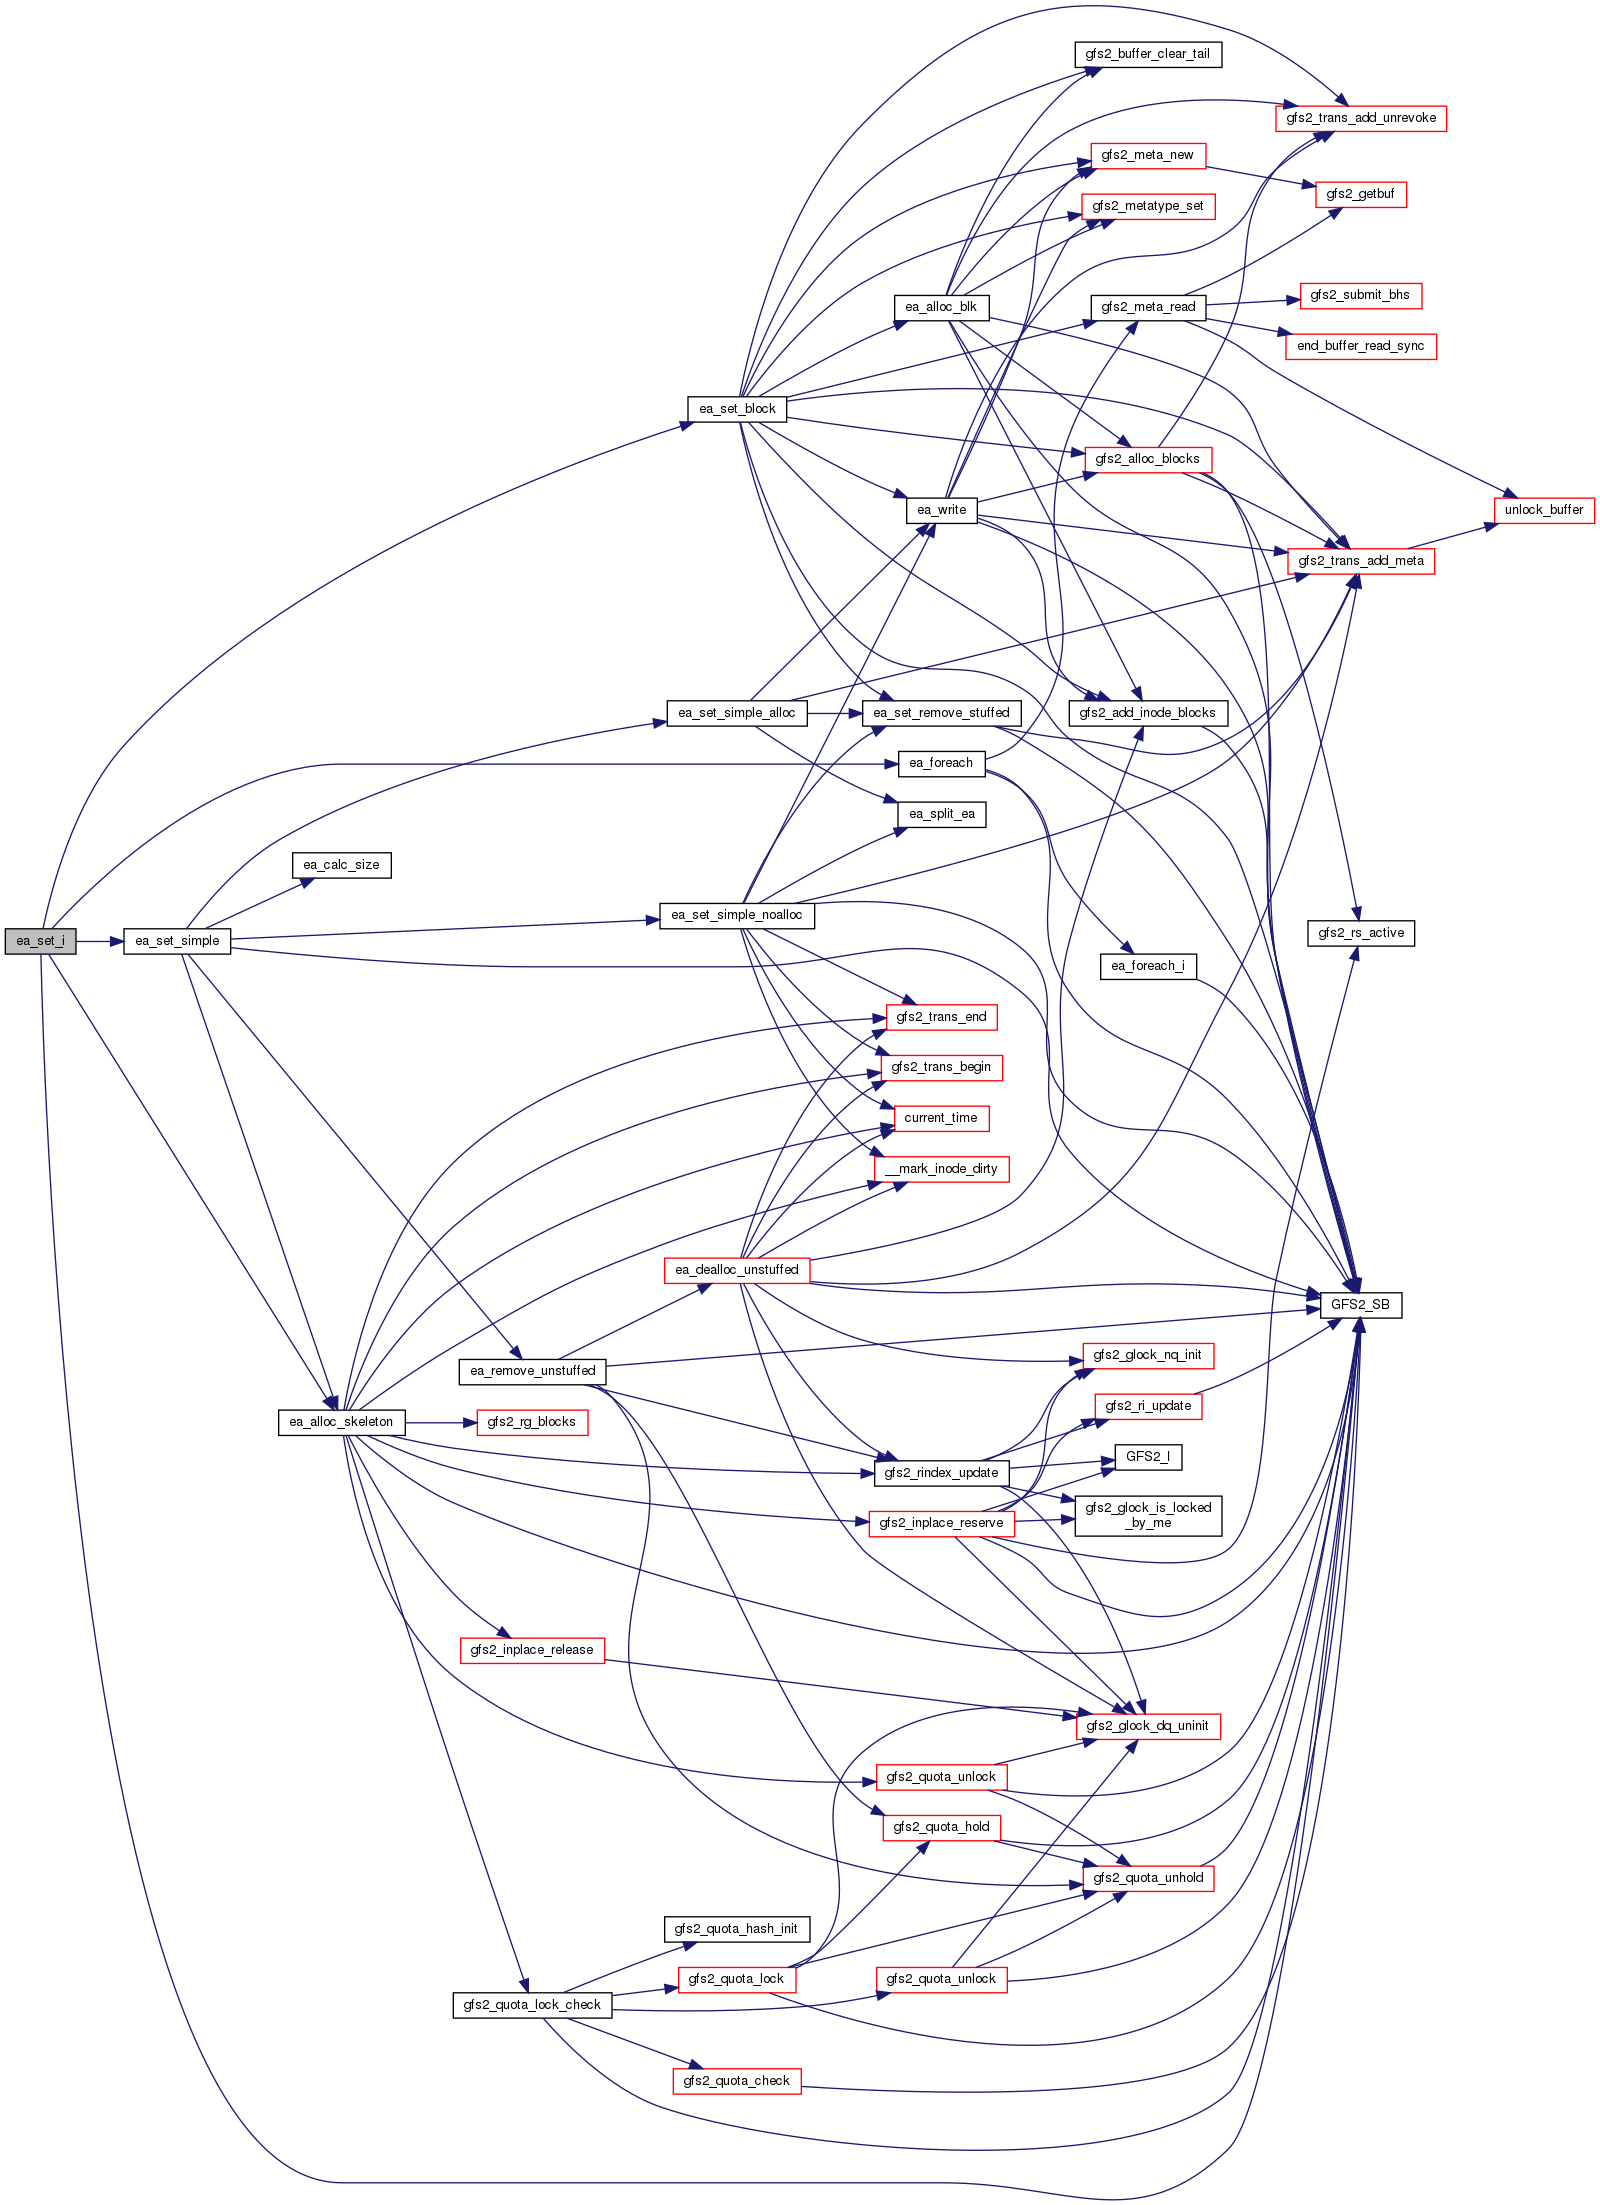 gfs2_buffer_clear_tail
gfs2_trans_add_unrevoke
gfs2_meta_new
gfs2_getbuf
gfs2_metatype_set
gfs2_submit_bhs
ea_alloc_blk
gfs2_meta_read
end_buffer_read_sync
ea_set_block
gfs2_alloc_blocks
ea_write
unlock_buffer
gfs2_trans_add_meta
ea_set_simple_alloc
ea_set_remove_stuffed
gfs2_add_inode_blocks
ea_foreach
ea_split_ea
ea_calc_size
ea_set_simple_noalloc
gfs2_rs_active
ea_set_i
ea_set_simple
ea_foreach_i
gfs2_trans_end
gfs2_trans_begin
current_time
__mark_inode_dirty
ea_dealloc_unstuffed
GFS2_SB
gfs2_glock_nq_init
ea_remove_unstuffed
gfs2_ri_update
ea_alloc_skeleton
gfs2_rg_blocks
GFS2_I
gfs2_rindex_update
gfs2_glock_is_locked
_by_me
gfs2_inplace_reserve
gfs2_inplace_release
gfs2_glock_dq_uninit
gfs2_quota_unlock
gfs2_quota_hold
gfs2_quota_unhold
gfs2_quota_hash_init
gfs2_quota_lock
gfs2_quota_unlock
gfs2_quota_lock_check
gfs2_quota_check